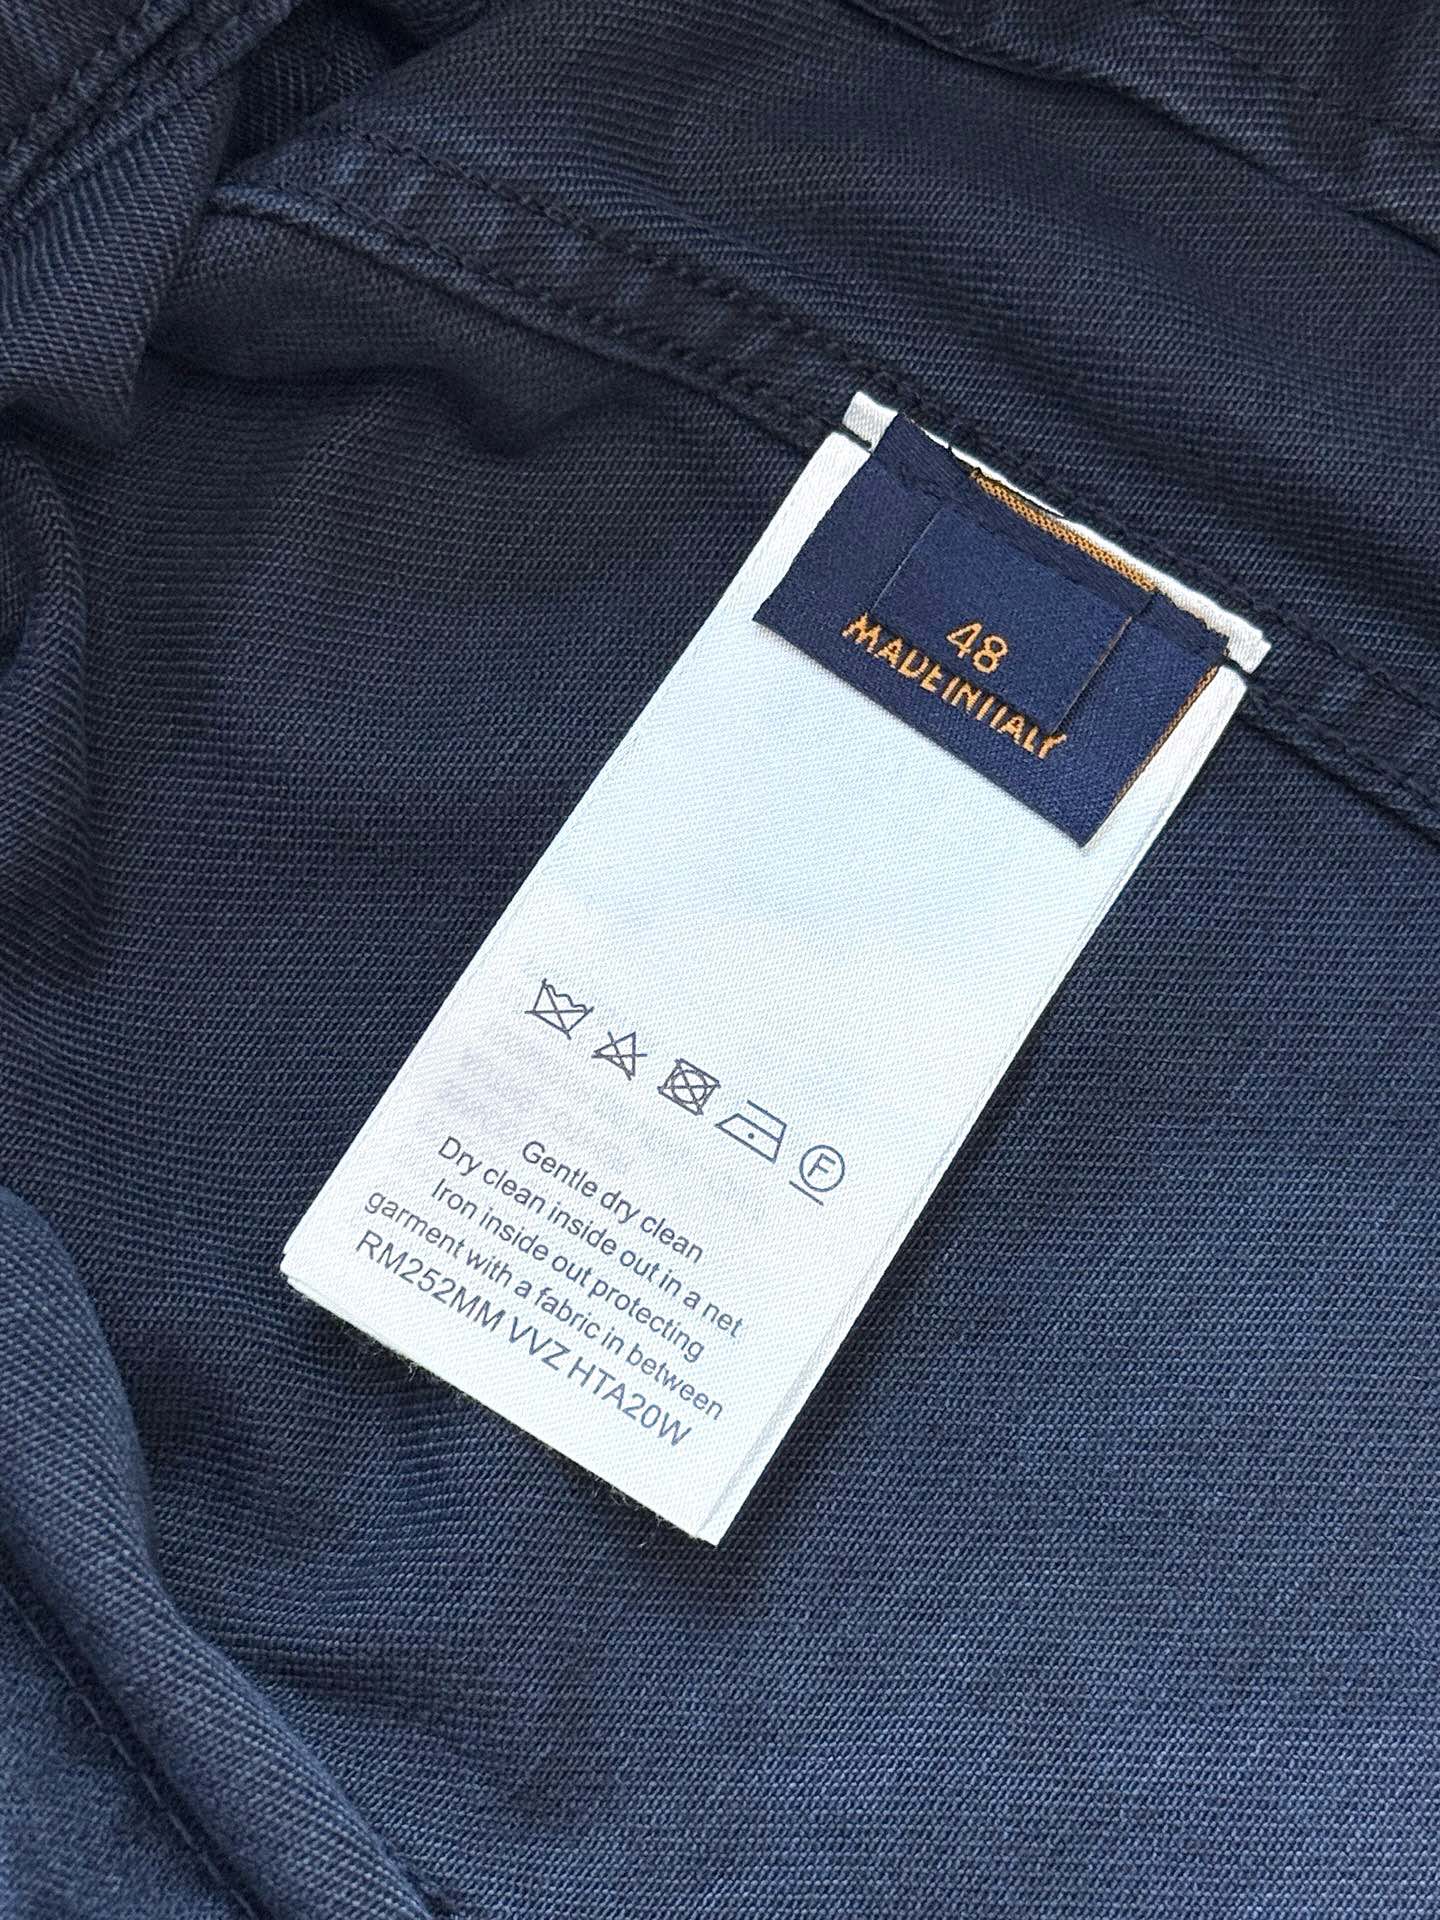 48
MADE IN ITALY
F
Gentle dry clean
Dry clean inside out in a net
Iron inside out protecting
garment with a fabric in between
RM252MM VVZ HTA20W